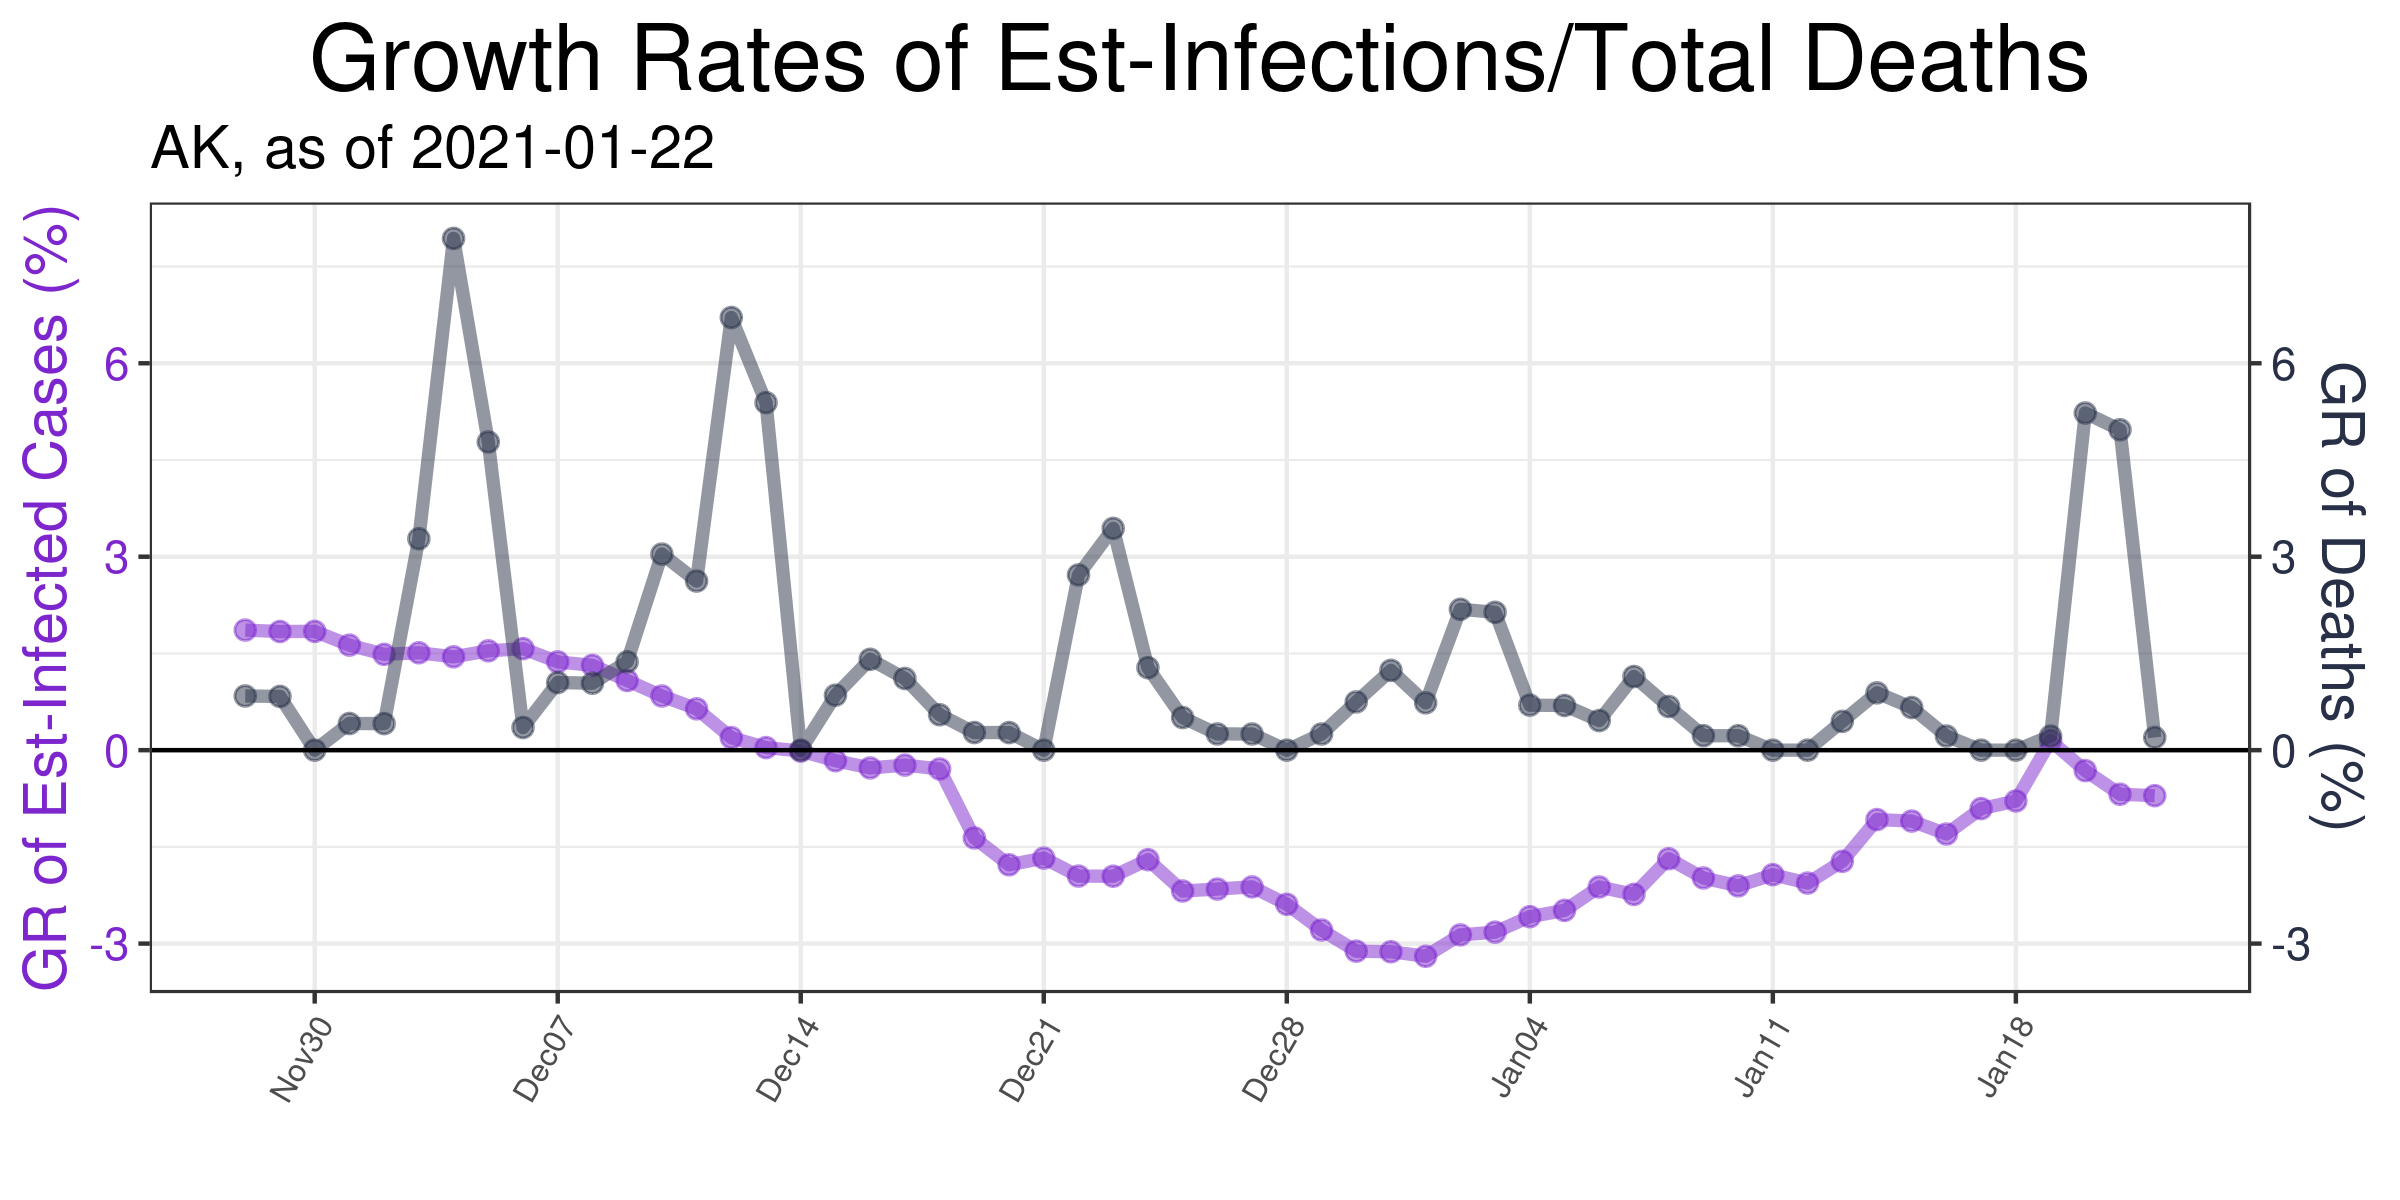 Growth Rates of Est-Infections/Total Deaths
AK, as of 2021-01-22
GR of Est-Infected Cases (%)
6
3
0
-3
6
3
0
-3
GR of Deaths (%)
Nov30
Dec07
Dec14
Dec21
Dec28
Jan04
Jan11
Jan18